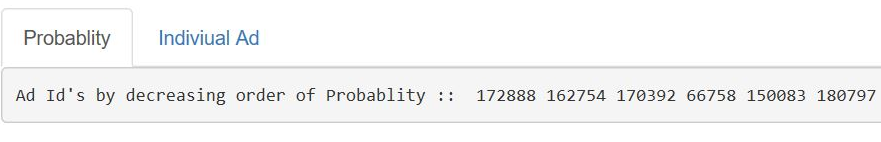 Probablity Indiviual Ad
Ad Id's by decreasing order of Probablity :: 172888 162754 170392 66758 150083 180797